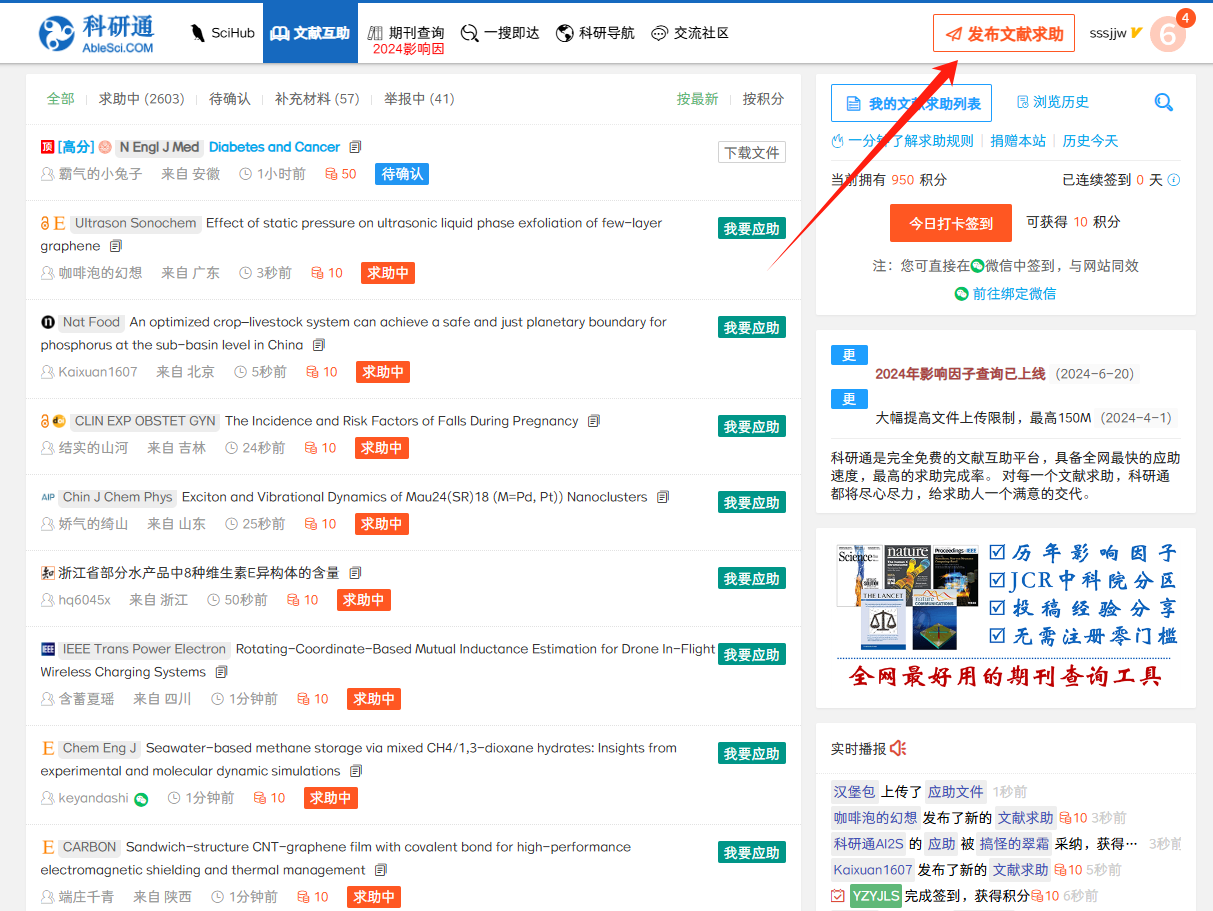 科研通
AbleSci.COM
SciHub
文献互助
期刊查询
2024影响因
一搜即达
科研导航
交流社区
发布文献求助
sssjjw
6
4
全部 求助中 (2603) 待确认 补充材料 (57) 举报中 (41) 按最新 按积分
顶 [高分] N Engl J Med Diabetes and Cancer
下载文件
霸气的小兔子 来自 安徽 1小时前 50 待确认
Ultrason Sonochem Effect of static pressure on ultrasonic liquid phase exfoliation of few-layer
graphene
我要应助
咖啡泡的幻想 来自 广东 3秒前 10 求助中
n Nat Food An optimized crop–livestock system can achieve a safe and just planetary boundary for
phosphorus at the sub-basin level in China
我要应助
Kaixuan1607 来自 北京 5秒前 10 求助中
CLIN EXP OBSTET GYN The Incidence and Risk Factors of Falls During Pregnancy
我要应助
结实的山河 来自 吉林 24秒前 10 求助中
AIP Chin J Chem Phys Exciton and Vibrational Dynamics of Mau24(SR)18 (M=Pd, Pt)) Nanoclusters
我要应助
娇气的绮山 来自 山东 25秒前 10 求助中
知 浙江省部分水产品中8种维生素E异构体的含量
我要应助
hq6045x 来自 浙江 50秒前 10 求助中
IEEE IEEE Trans Power Electron Rotating-Coordinate-Based Mutual Inductance Estimation for Drone In-Flight
Wireless Charging Systems
我要应助
含蓄夏瑶 来自 四川 1分钟前 10 求助中
E Chem Eng J Seawater-based methane storage via mixed CH4/1,3-dioxane hydrates: Insights from
experimental and molecular dynamic simulations
我要应助
keyandashi 1分钟前 10 求助中
E CARBON Sandwich-structure CNT-graphene film with covalent bond for high-performance
electromagnetic shielding and thermal management
我要应助
端庄千青 来自 陕西 1分钟前 10 求助中
我的文献求助列表 浏览历史
一分钟了解求助规则 捐赠本站 历史今天
当前拥有 950 积分 已连续签到 0 天
今日打卡签到 可获得 10 积分
注：您可直接在微信中签到，与网站同效
前往绑定微信
更
2024年影响因子查询已上线 (2024-6-20)
更
大幅提高文件上传限制，最高150M (2024-4-1)
科研通是完全免费的文献互助平台，具备全网最快的应助
速度，最高的求助完成率。 对每一个文献求助，科研通
都将尽心尽力，给求助人一个满意的交代。
Science
nature
Proceedings IEEE
THE LANCET
nature
COMMUNICATIONS
历年影响因子
JCR中科院分区
投稿经验分享
无需注册零门槛
全网最好用的期刊查询工具
实时播报
汉堡包 上传了 应助文件 1秒前
咖啡泡的幻想 发布了新的 文献求助 10 3秒前
科研通AI2S 的 应助 被 搞怪的翠霜 采纳，获得… 3秒前
Kaixuan1607 发布了新的 文献求助 10 5秒前
YZYJLS 完成签到，获得积分10 6秒前